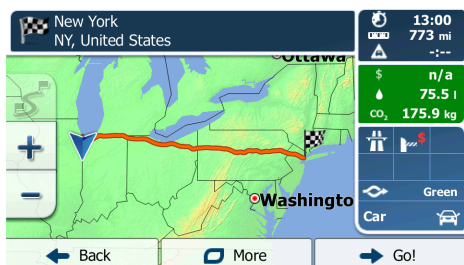 New York
NY, United States
13:00
773 mi
-:--
$ n/a
75.5 l
CO₂ 175.9 kg
$
Green
Car
Ottawa
Washingto
Back
More
Go!